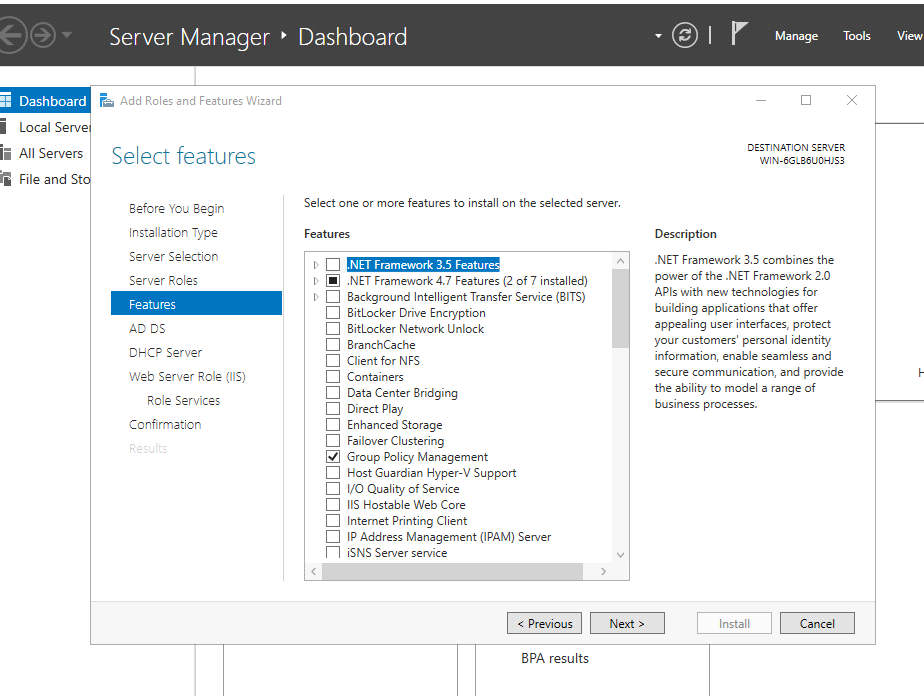 Server Manager ‣ Dashboard
Manage Tools View
Dashboard
Local Server
All Servers
File and Sto
Add Roles and Features Wizard
Select features
DESTINATION SERVER
WIN-6GLB6U0HJS3
Before You Begin
Installation Type
Server Selection
Server Roles
Features
AD DS
DHCP Server
Web Server Role (IIS)
Role Services
Confirmation
Results
Select one or more features to install on the selected server.
Features
.NET Framework 3.5 Features
.NET Framework 4.7 Features (2 of 7 installed)
Background Intelligent Transfer Service (BITS)
BitLocker Drive Encryption
BitLocker Network Unlock
BranchCache
Client for NFS
Containers
Data Center Bridging
Direct Play
Enhanced Storage
Failover Clustering
Group Policy Management
Host Guardian Hyper-V Support
I/O Quality of Service
IIS Hostable Web Core
Internet Printing Client
IP Address Management (IPAM) Server
iSNS Server service
Description
.NET Framework 3.5 combines the
power of the .NET Framework 2.0
APIs with new technologies for
building applications that offer
appealing user interfaces, protect
your customers' personal identity
information, enable seamless and
secure communication, and provide
the ability to model a range of
business processes.
H
< Previous Next > Install Cancel
BPA results